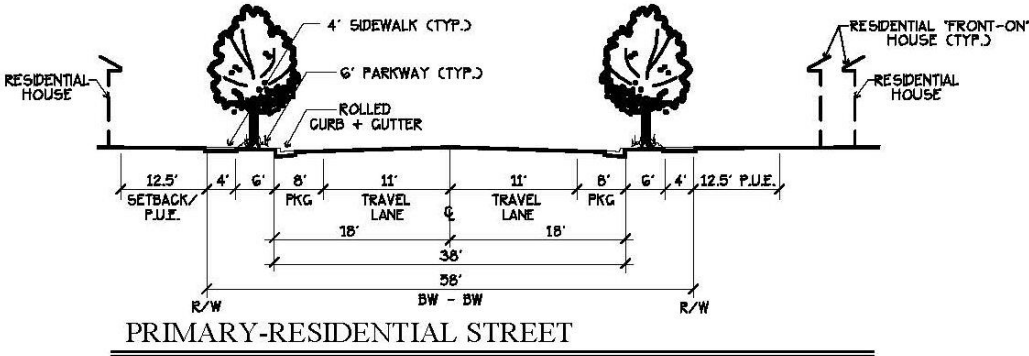 4' SIDEWALK (TYP.)
6' PARKWAY (TYP.)
ROLLED
CURB + GUTTER
RESIDENTIAL
HOUSE
RESIDENTIAL "FRONT-ON"
HOUSE (TYP.)
RESIDENTIAL
HOUSE
12.5' 4' 6' 8' 11' 11' 8' 6' 4' 12.5' P.U.E.
SETBACK/
P.U.E.
PKG
TRAVEL
LANE
TRAVEL
LANE
PKG
18' 18'
38'
58'
BW - BW
R/W R/W
PRIMARY-RESIDENTIAL STREET